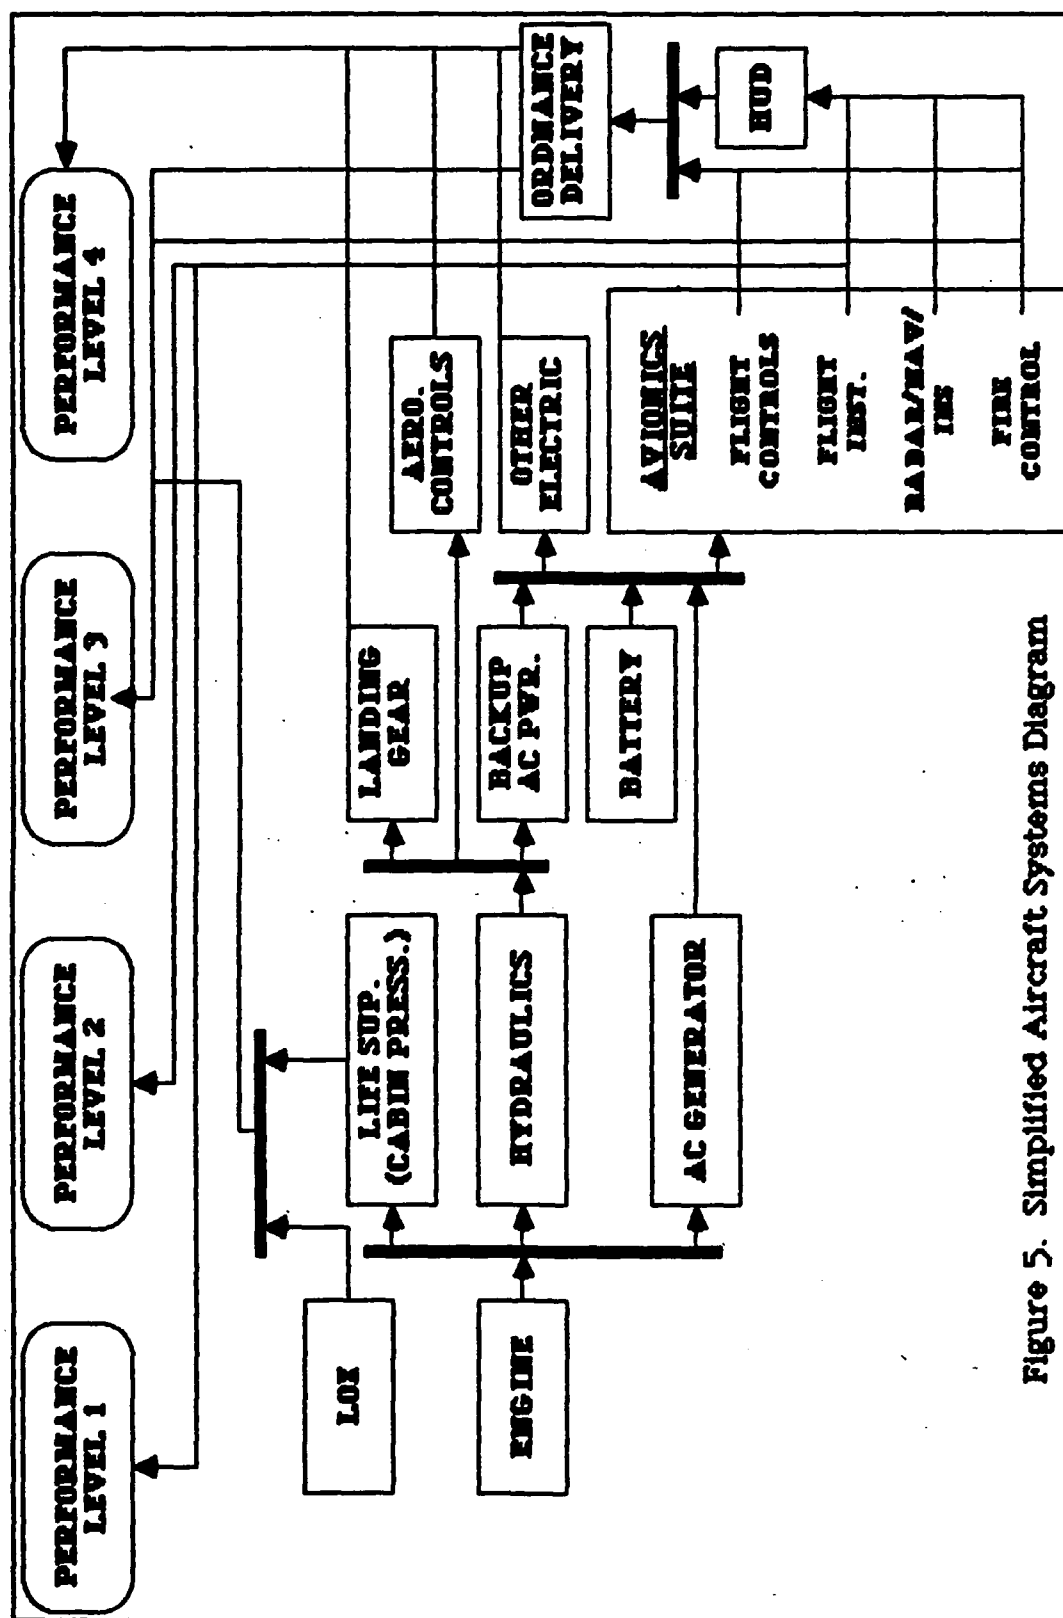 PERFORMANCE
LEVEL 1
PERFORMANCE
LEVEL 2
PERFORMANCE
LEVEL 3
PERFORMANCE
LEVEL 4
LOX
LIFE SUP.
(CABIN PRESS.)
LANDING
GEAR
AERO.
CONTROLS
ORDNANCE
DELIVERY
ENGINE
HYDRAULICS
BACKUP
AC PWR.
OTHER
ELECTRIC
BATTERY
AC GENERATOR
AVIONICS
SUITE
FLIGHT
CONTROLS
FLIGHT
INST.
RADAR/NAV/
INS
FIRE
CONTROL
HUD
Figure 5. Simplified Aircraft Systems Diagram